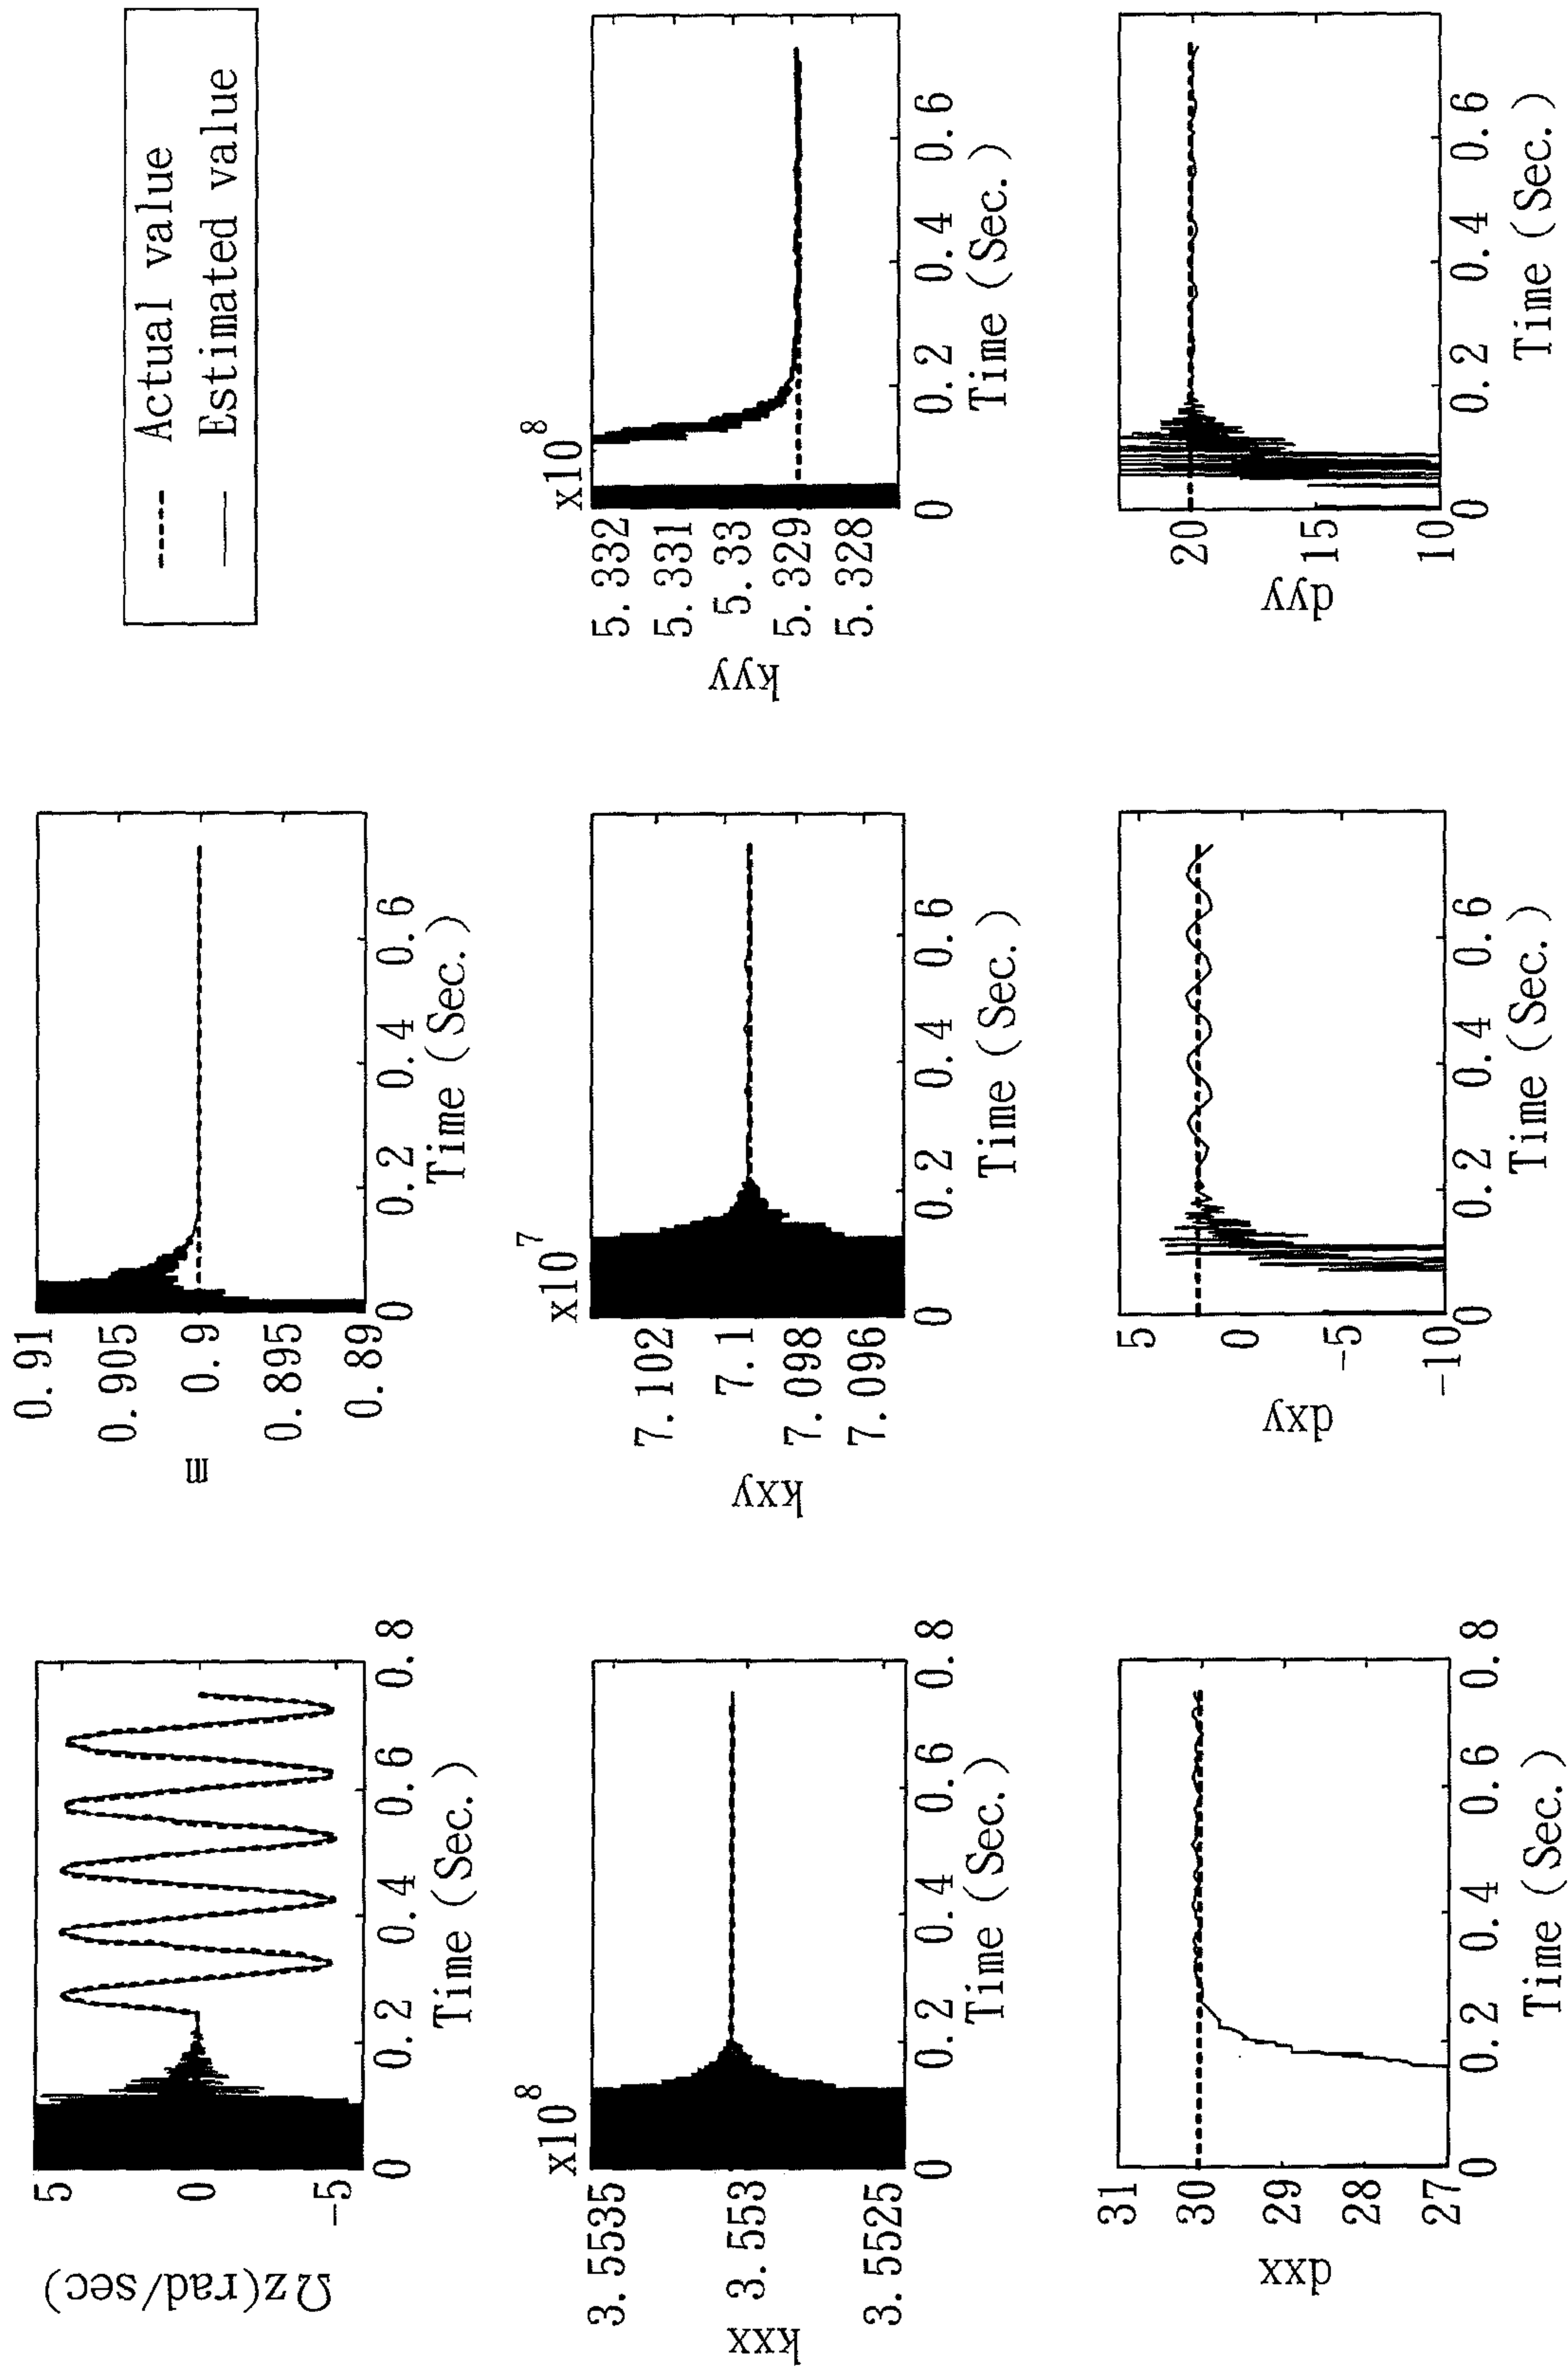 Actual value
Estimated value
Ωz(rad/sec)
5
0
-5
0 0.2 0.4 0.6 0.8
Time (Sec.)
m
0.91
0.905
0.9
0.895
0.89
0 0.2 0.4 0.6
Time (Sec.)
kxx
x10^8
3.5535
3.553
3.5525
0 0.2 0.4 0.6 0.8
Time (Sec.)
kxy
x10^7
7.102
7.1
7.098
7.096
0 0.2 0.4 0.6
Time (Sec.)
kyy
x10^8
5.332
5.331
5.33
5.329
5.328
0 0.2 0.4 0.6
Time (Sec.)
dxx
31
30
29
28
27
0 0.2 0.4 0.6 0.8
Time (Sec.)
dxy
5
0
-5
-10
0 0.2 0.4 0.6
Time (Sec.)
dyy
20
15
10
0 0.2 0.4 0.6
Time (Sec.)